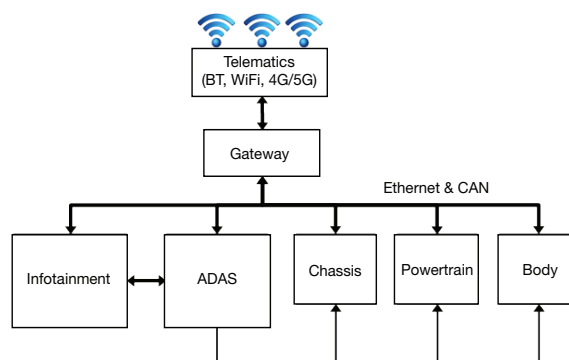 Telematics
(BT, WiFi, 4G/5G)
Gateway
Ethernet & CAN
Infotainment
ADAS
Chassis
Powertrain
Body